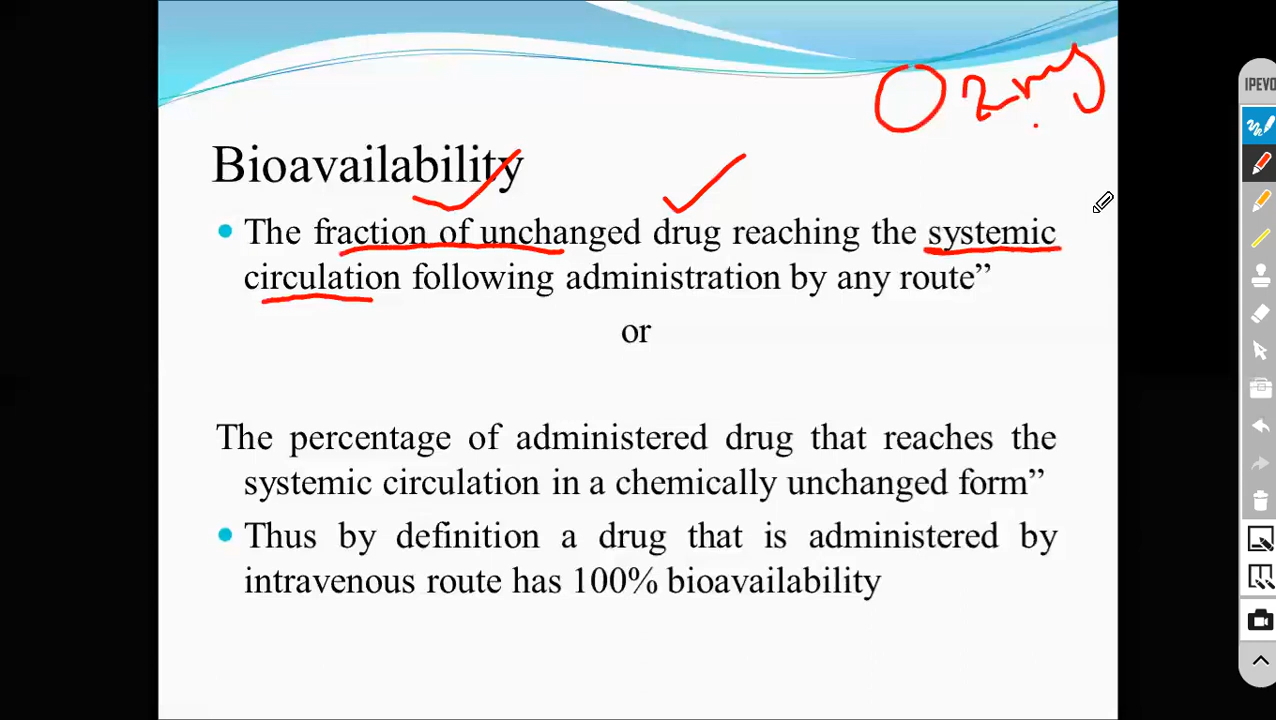 2mg
IPEVO
Bioavailability
The fraction of unchanged drug reaching the systemic
circulation following administration by any route”
or
The percentage of administered drug that reaches the
systemic circulation in a chemically unchanged form”
Thus by definition a drug that is administered by
intravenous route has 100% bioavailability